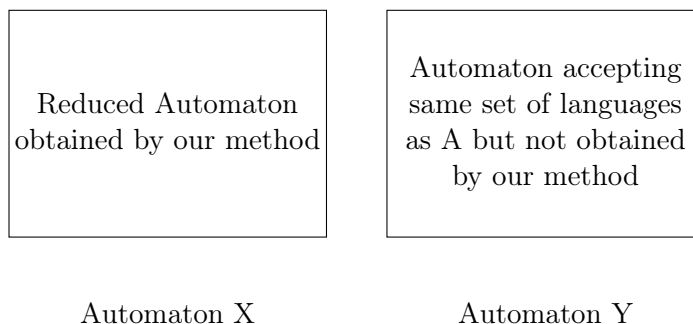 Reduced Automaton
obtained by our method
Automaton accepting
same set of languages
as A but not obtained
by our method
Automaton X
Automaton Y